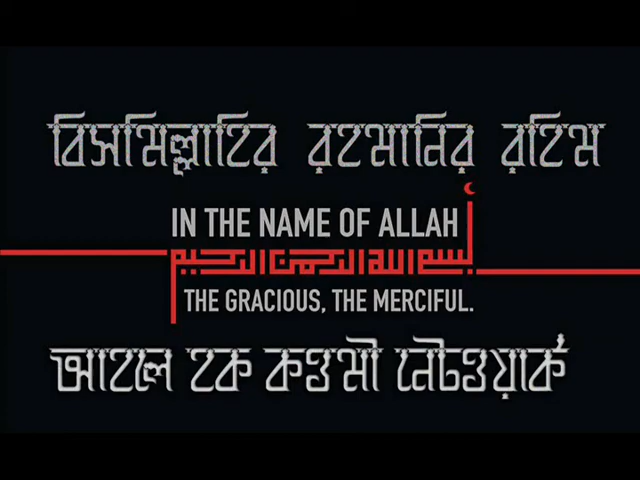 বিসমিল্লাহির রহমানির রহিম
IN THE NAME OF ALLAH
بسم الله الرحمن الرحيم
THE GRACIOUS, THE MERCIFUL.
আহলে হক কওমী নেটওয়ার্ক